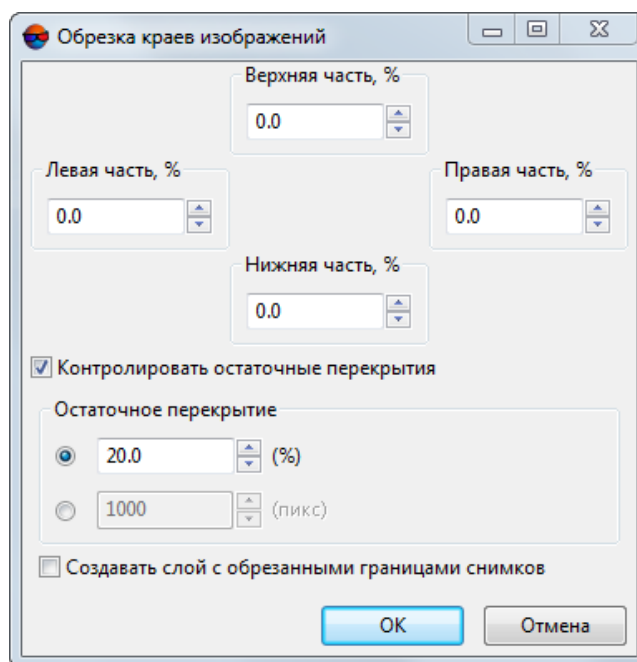 Обрезка краев изображений
Верхняя часть, %
0.0
Левая часть, %
Правая часть, %
0.0
0.0
Нижняя часть, %
0.0
Контролировать остаточные перекрытия
Остаточное перекрытие
20.0 (%)
1000 (пикс)
Создавать слой с обрезанными границами снимков
OK Отмена